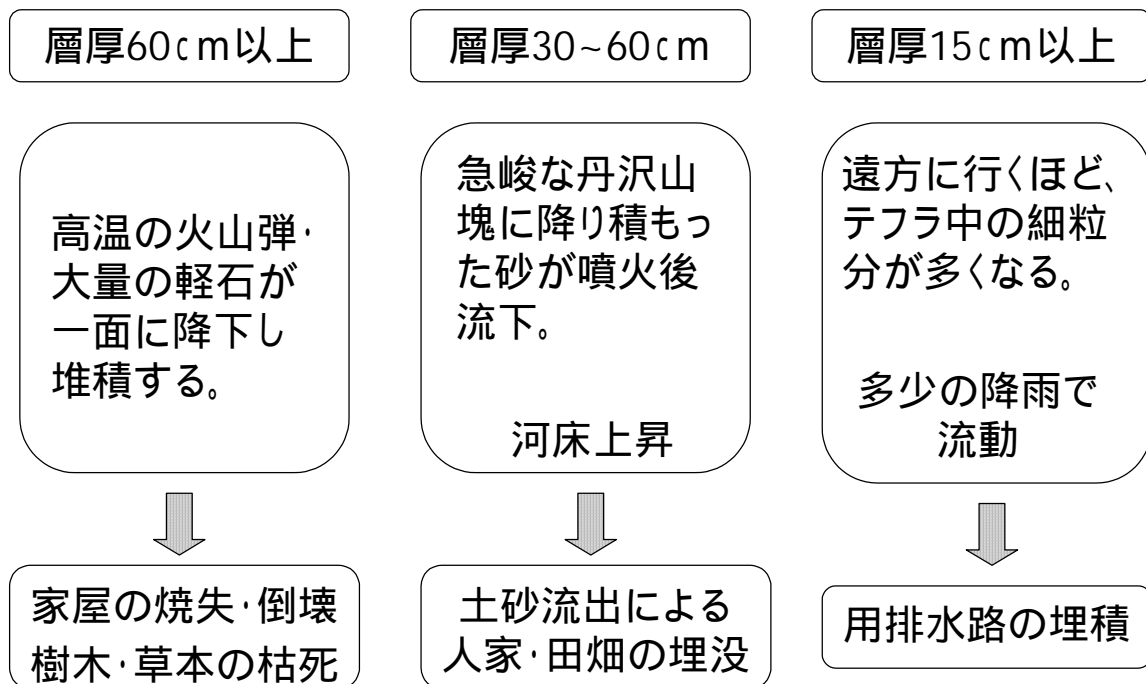 層厚60cm以上
層厚30~60cm
層厚15cm以上
高温の火山弾・
大量の軽石が
一面に降下し
堆積する。
急峻な丹沢山
塊に降り積もっ
た砂が噴火後
流下。
河床上昇
遠方に行くほど、
テフラ中の細粒
分が多くなる。
多少の降雨で
流動
家屋の焼失・倒壊
樹木・草本の枯死
土砂流出による
人家・田畑の埋没
用排水路の埋積